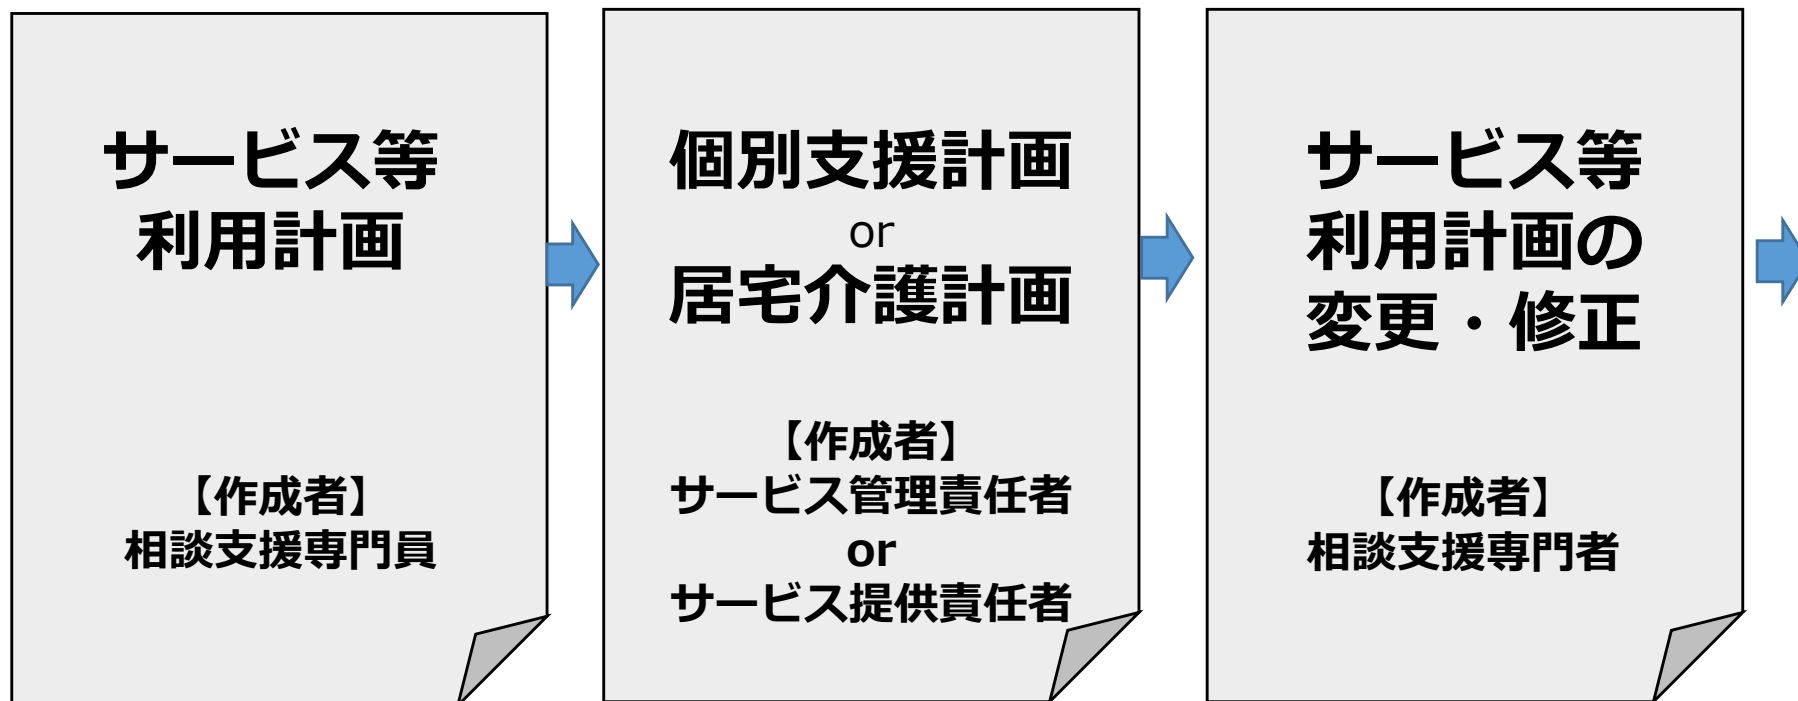 サービス等
利用計画
【作成者】
相談支援専門員
個別支援計画
or
居宅介護計画
【作成者】
サービス管理責任者
or
サービス提供責任者
サービス等
利用計画の
変更・修正
【作成者】
相談支援専門者